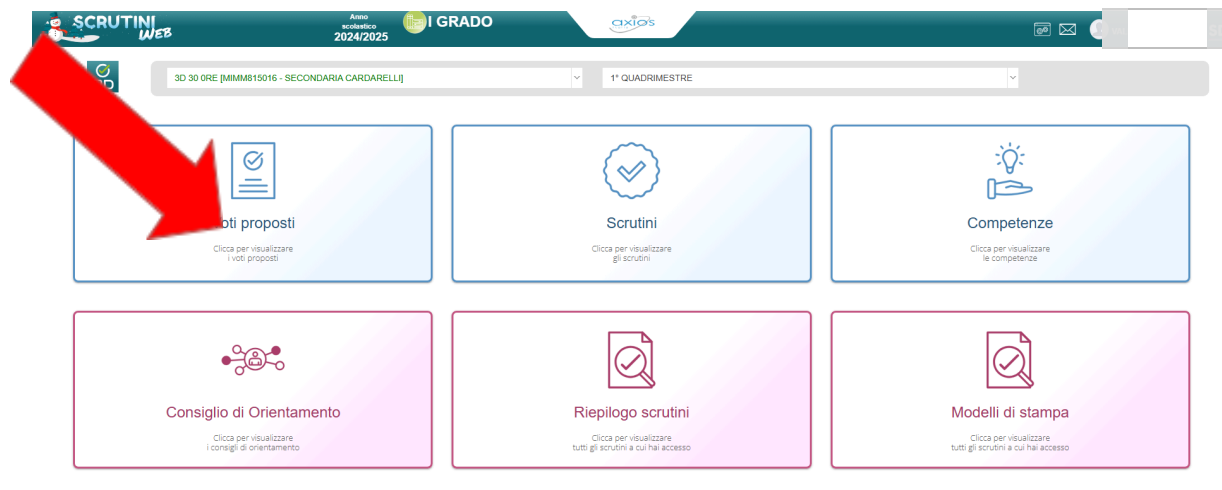 SCRUTINI
WEB
Anno
scolastico
2024/2025
I GRADO
axios
3D 30 0RE [MIMM815016 - SECONDARIA CARDARELLI]
1° QUADRIMESTRE
oti proposti
Clicca per visualizzare
i voti proposti
Scrutini
Clicca per visualizzare
gli scrutini
Competenze
Clicca per visualizzare
le competenze
Consiglio di Orientamento
Clicca per visualizzare
i consigli di orientamento
Riepilogo scrutini
Clicca per visualizzare
tutti gli scrutini a cui hai accesso
Modelli di stampa
Clicca per visualizzare
tutti gli scrutini a cui hai accesso